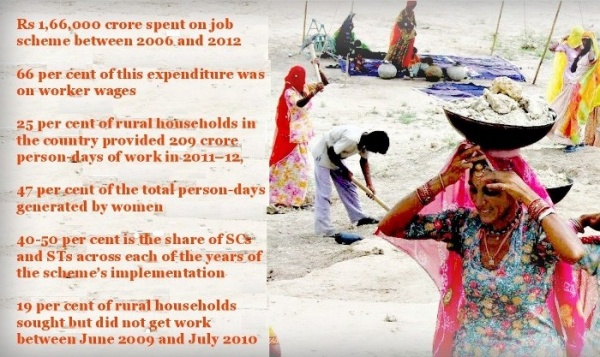 Rs 1,66,000 crore spent on job
scheme between 2006 and 2012
66 per cent of this expenditure was
on worker wages
25 per cent of rural households in
the country provided 209 crore
person-days of work in 2011–12,
47 per cent of the total person-days
generated by women
40-50 per cent is the share of SCs
and STs across each of the years of
the scheme's implementation
19 per cent of rural households
sought but did not get work
between June 2009 and July 2010